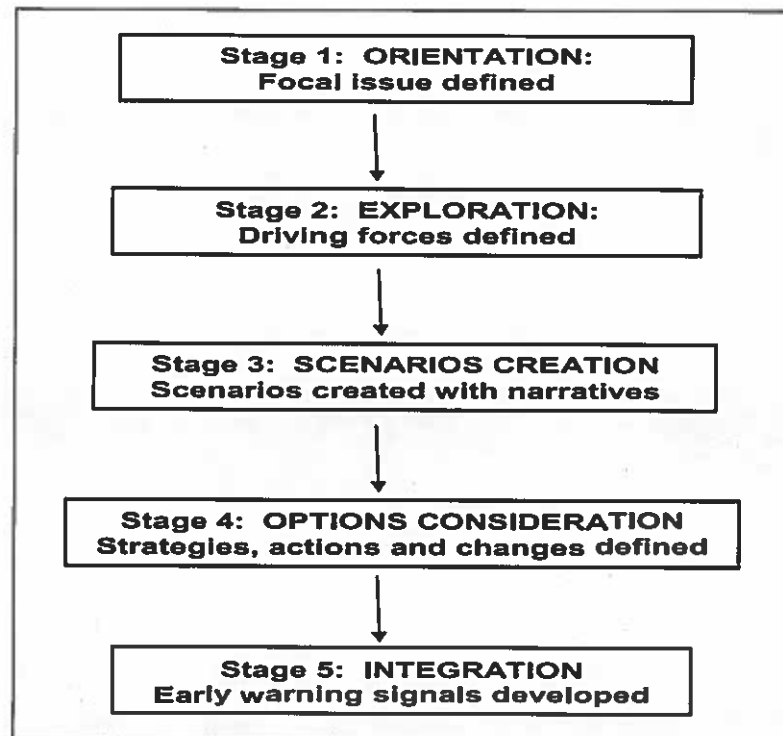 Stage 1: ORIENTATION:
Focal issue defined
Stage 2: EXPLORATION:
Driving forces defined
Stage 3: SCENARIOS CREATION
Scenarios created with narratives
Stage 4: OPTIONS CONSIDERATION
Strategies, actions and changes defined
Stage 5: INTEGRATION
Early warning signals developed